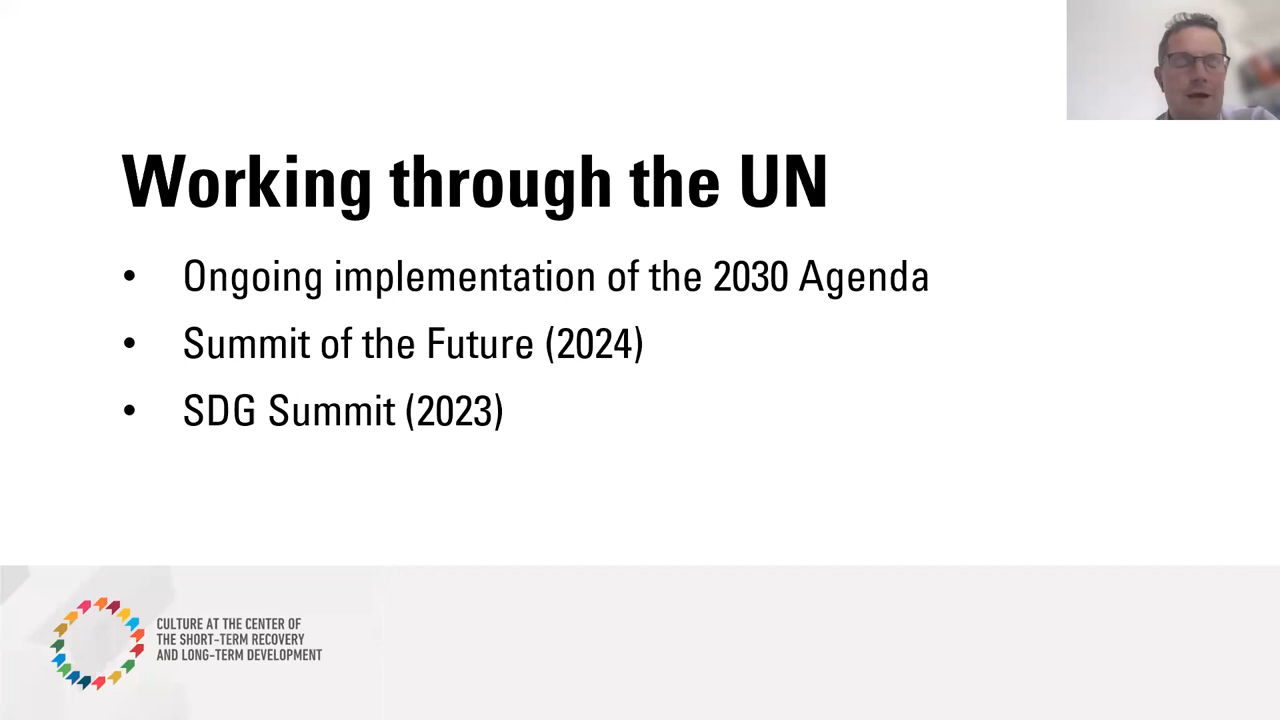 Working through the UN
• Ongoing implementation of the 2030 Agenda
• Summit of the Future (2024)
• SDG Summit (2023)
CULTURE AT THE CENTER OF
THE SHORT-TERM RECOVERY
AND LONG-TERM DEVELOPMENT